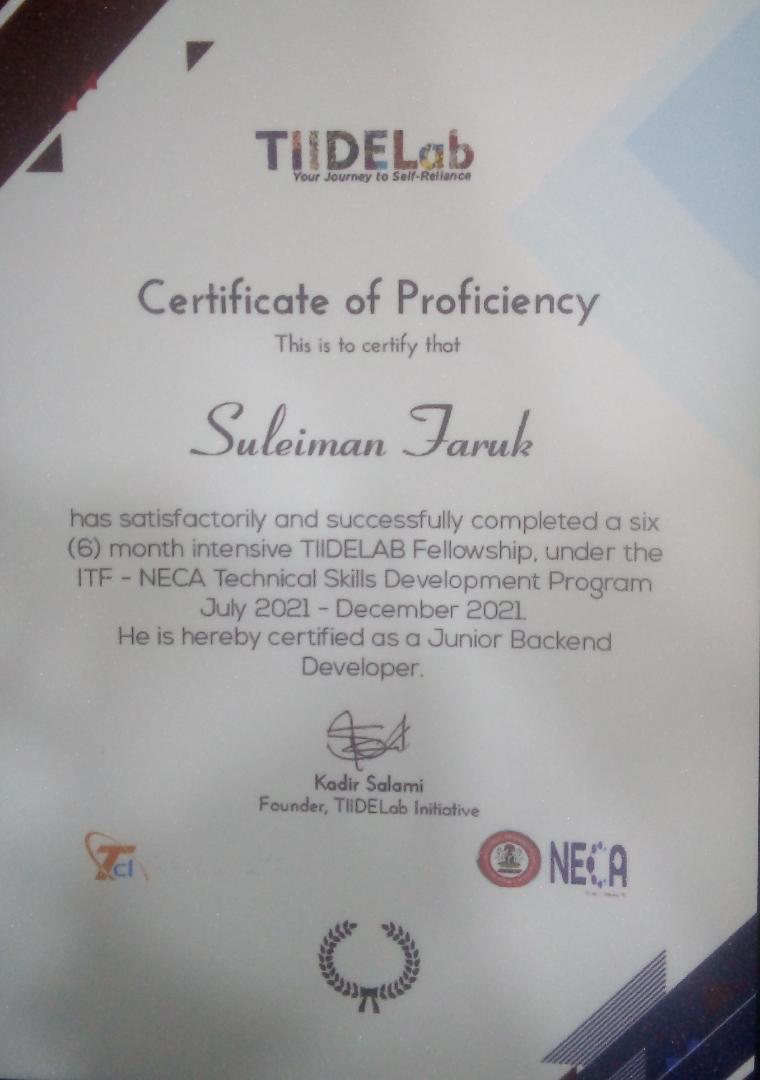 TIIDELab
Your Journey to Self-Reliance
Certificate of Proficiency
This is to certify that
Suleiman Faruk
has satisfactorily and successfully completed a six
(6) month intensive TIIDELAB Fellowship, under the
ITF - NECA Technical Skills Development Program
July 2021 - December 2021.
He is hereby certified as a Junior Backend
Developer.
Kadir Salami
Founder, TIIDELab Initiative
Tcl
NECA